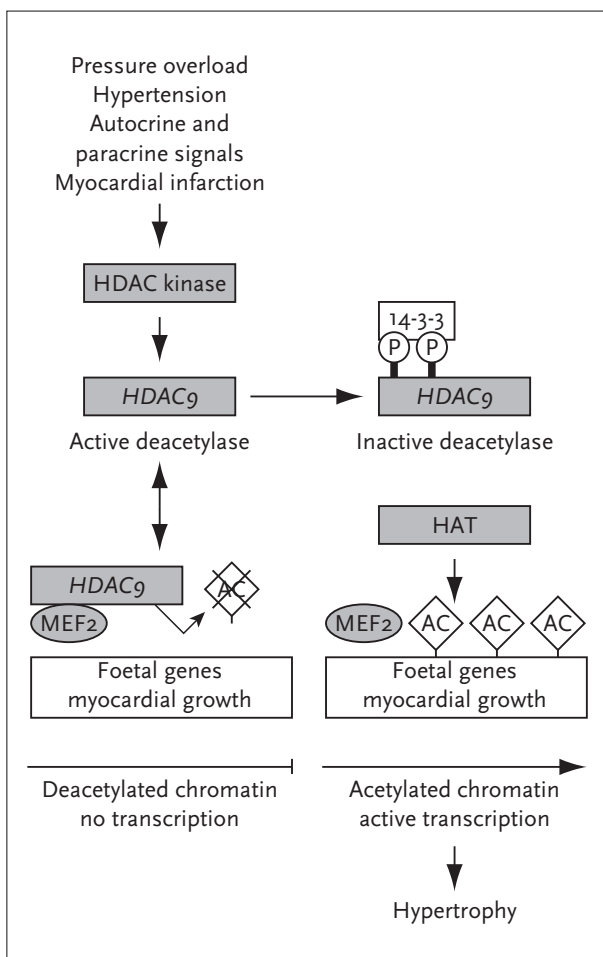 Pressure overload
Hypertension
Autocrine and
paracrine signals
Myocardial infarction
HDAC kinase
14-3-3
P P
HDAC9
HDAC9
Active deacetylase
Inactive deacetylase
HAT
HDAC9
AC
MEF2
MEF2
AC AC AC
Foetal genes
myocardial growth
Foetal genes
myocardial growth
Deacetylated chromatin
no transcription
Acetylated chromatin
active transcription
Hypertrophy